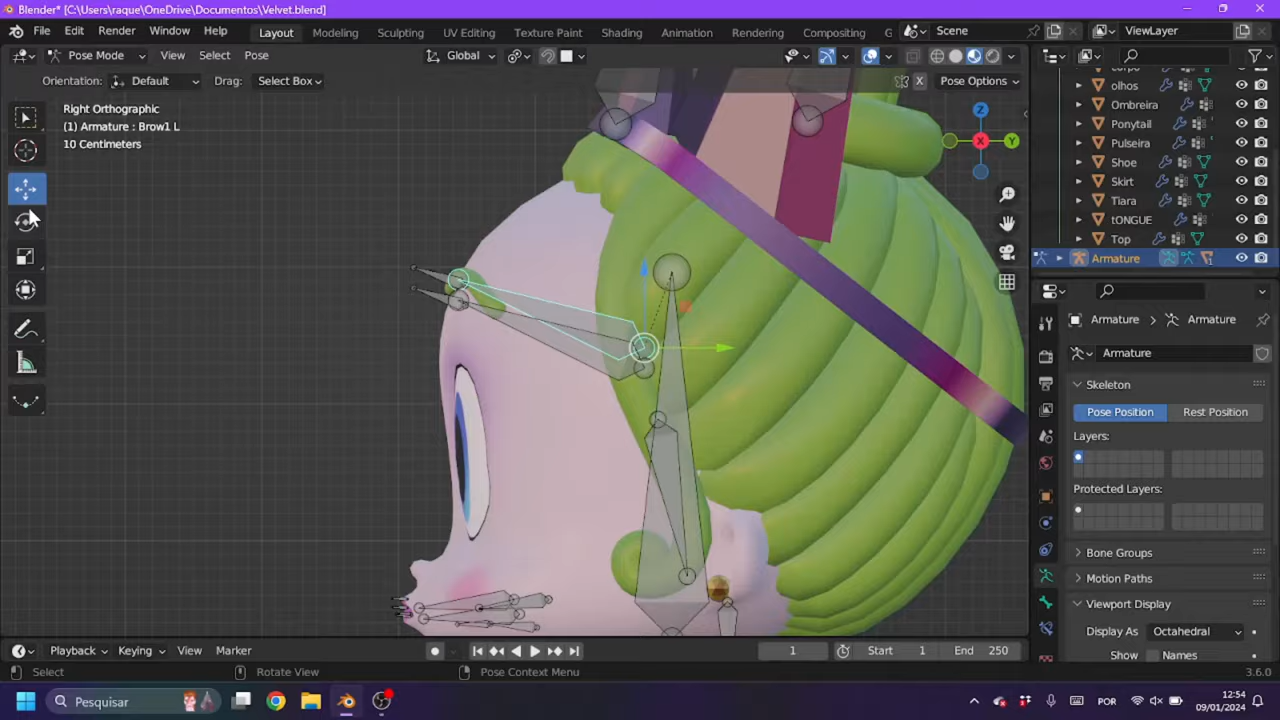 Blender* [C:\Users\raque\OneDrive\Documentos\Velvet.blend]
File Edit Render Window Help Layout Modeling Sculpting UV Editing Texture Paint Shading Animation Rendering Compositing G Scene ViewLayer
Pose Mode View Select Pose Global
Orientation: Default Drag: Select Box X Pose Options
Right Orthographic
(1) Armature : Brow1 L
10 Centimeters
Z
Y
X
olhos
Ombreira
Ponytail
Pulseira
Shoe
Skirt
Tiara
tONGUE
Top
Armature
Armature Armature
Armature
Skeleton
Pose Position Rest Position
Layers:
Protected Layers:
Bone Groups
Motion Paths
Viewport Display
Display As Octahedral
Show Names
Playback Keying View Marker 1 Start 1 End 250
Select Rotate View Pose Context Menu 3.6.0
Pesquisar POR 12:54
09/01/2024